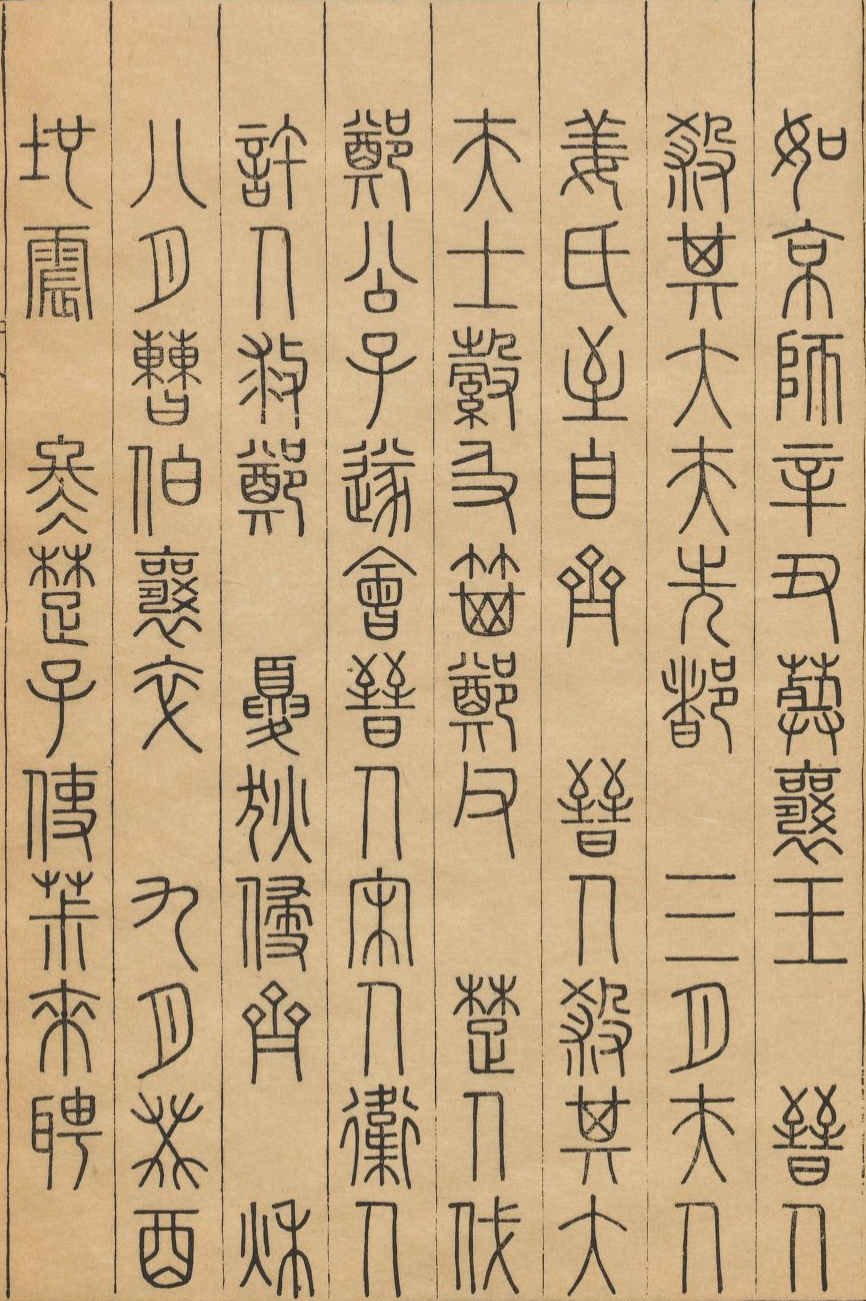 如京師辛丑葬襄王　晉人
殺其大夫先都　三月夫人
姜氏至自齊　晉人殺其大
夫士縠及箕鄭父　楚人伐
鄭公子遂會晉人宋人衛人
許人救鄭　夏狄侵齊　秋
八月曹伯襄卒　九月癸酉
地震　冬楚子使茮來聘